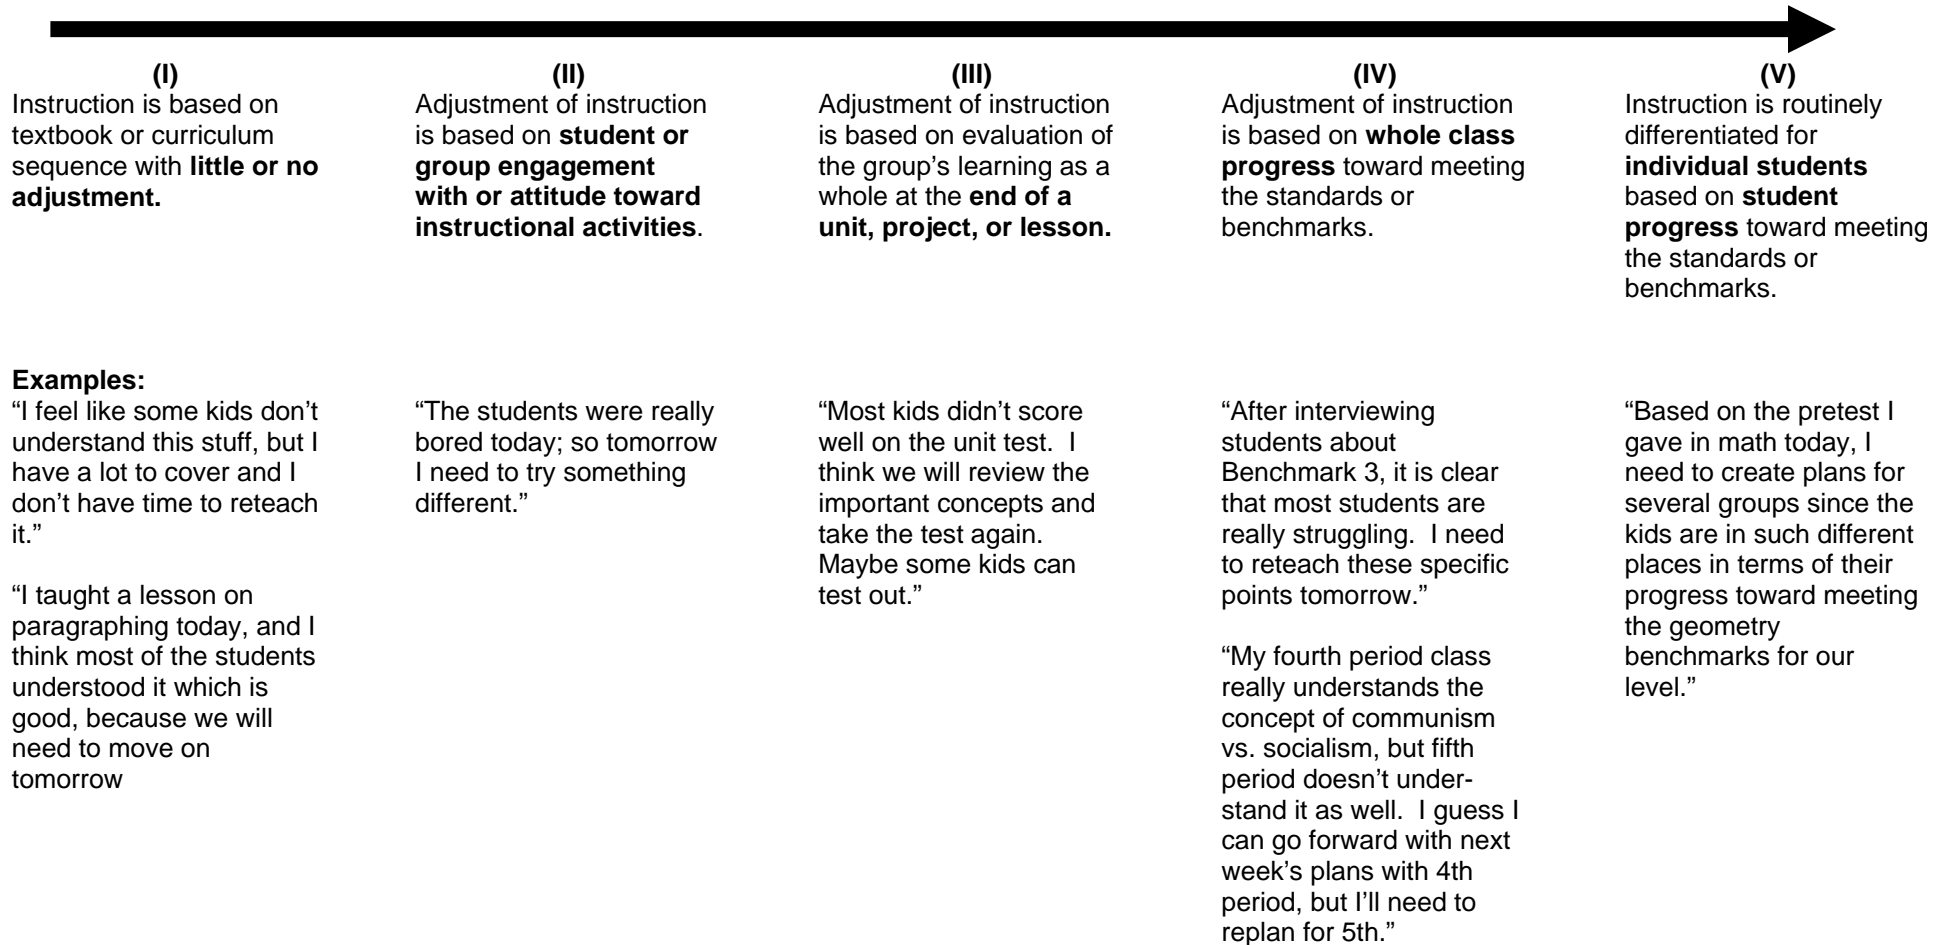 (I)
Instruction is based on
textbook or curriculum
sequence with little or no
adjustment.
(II)
Adjustment of instruction
is based on student or
group engagement
with or attitude toward
instructional activities.
(III)
Adjustment of instruction
is based on evaluation of
the group’s learning as a
whole at the end of a
unit, project, or lesson.
(IV)
Adjustment of instruction
is based on whole class
progress toward meeting
the standards or
benchmarks.
(V)
Instruction is routinely
differentiated for
individual students
based on student
progress toward meeting
the standards or
benchmarks.
Examples:
“I feel like some kids don’t
understand this stuff, but I
have a lot to cover and I
don’t have time to reteach
it.”
“I taught a lesson on
paragraphing today, and I
think most of the students
understood it which is
good, because we will
need to move on
tomorrow
“The students were really
bored today; so tomorrow
I need to try something
different.”
“Most kids didn’t score
well on the unit test.  I
think we will review the
important concepts and
take the test again.
Maybe some kids can
test out.”
“After interviewing
students about
Benchmark 3, it is clear
that most students are
really struggling.  I need
to reteach these specific
points tomorrow.”
“My fourth period class
really understands the
concept of communism
vs. socialism, but fifth
period doesn’t under-
stand it as well.  I guess I
can go forward with next
week’s plans with 4th
period, but I’ll need to
replan for 5th.”
“Based on the pretest I
gave in math today, I
need to create plans for
several groups since the
kids are in such different
places in terms of their
progress toward meeting
the geometry
benchmarks for our
level.”